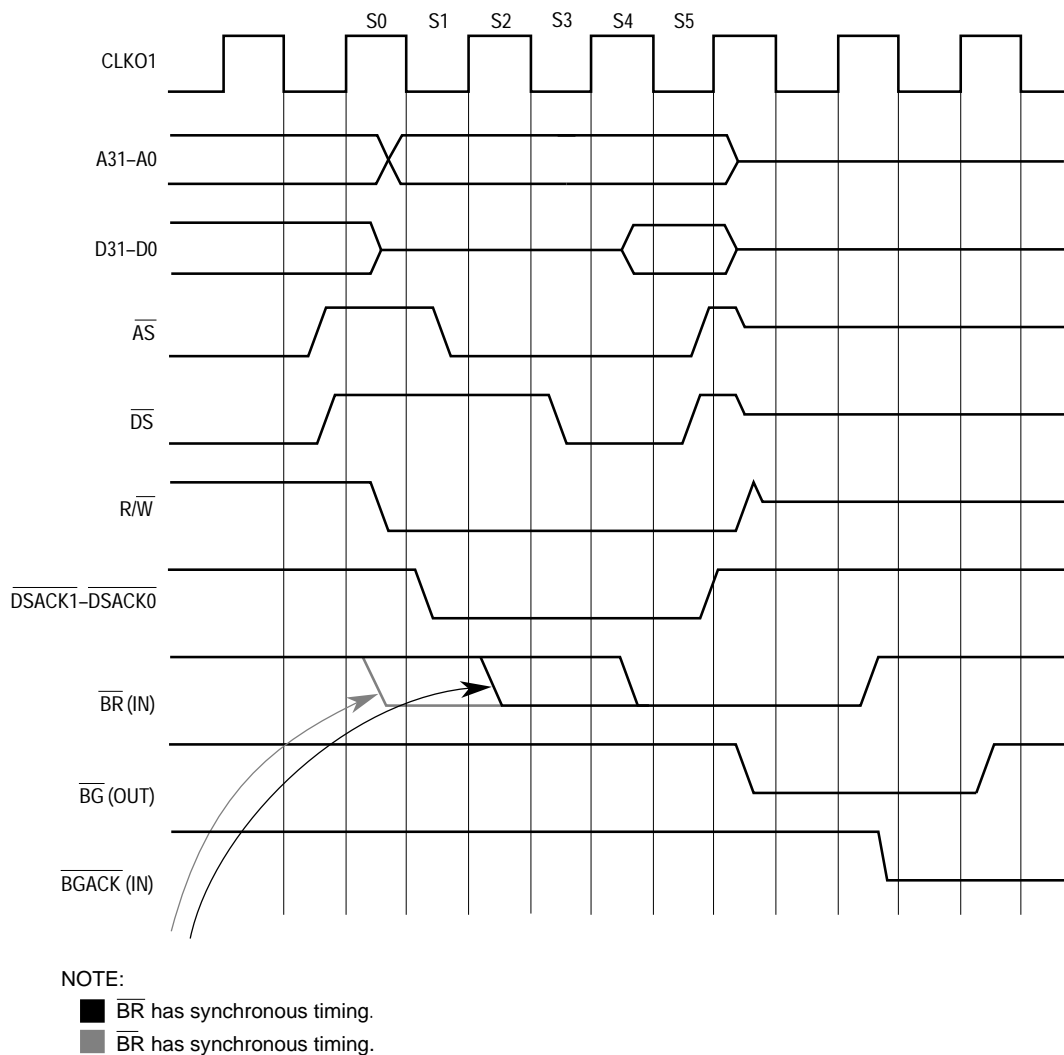 S0 S1 S2 S3 S4 S5
CLKO1
A31–A0
D31–D0
AS
DS
R/W
DSACK1–DSACK0
BR (IN)
BG (OUT)
BGACK (IN)
NOTE:
BR has synchronous timing.
BR has synchronous timing.